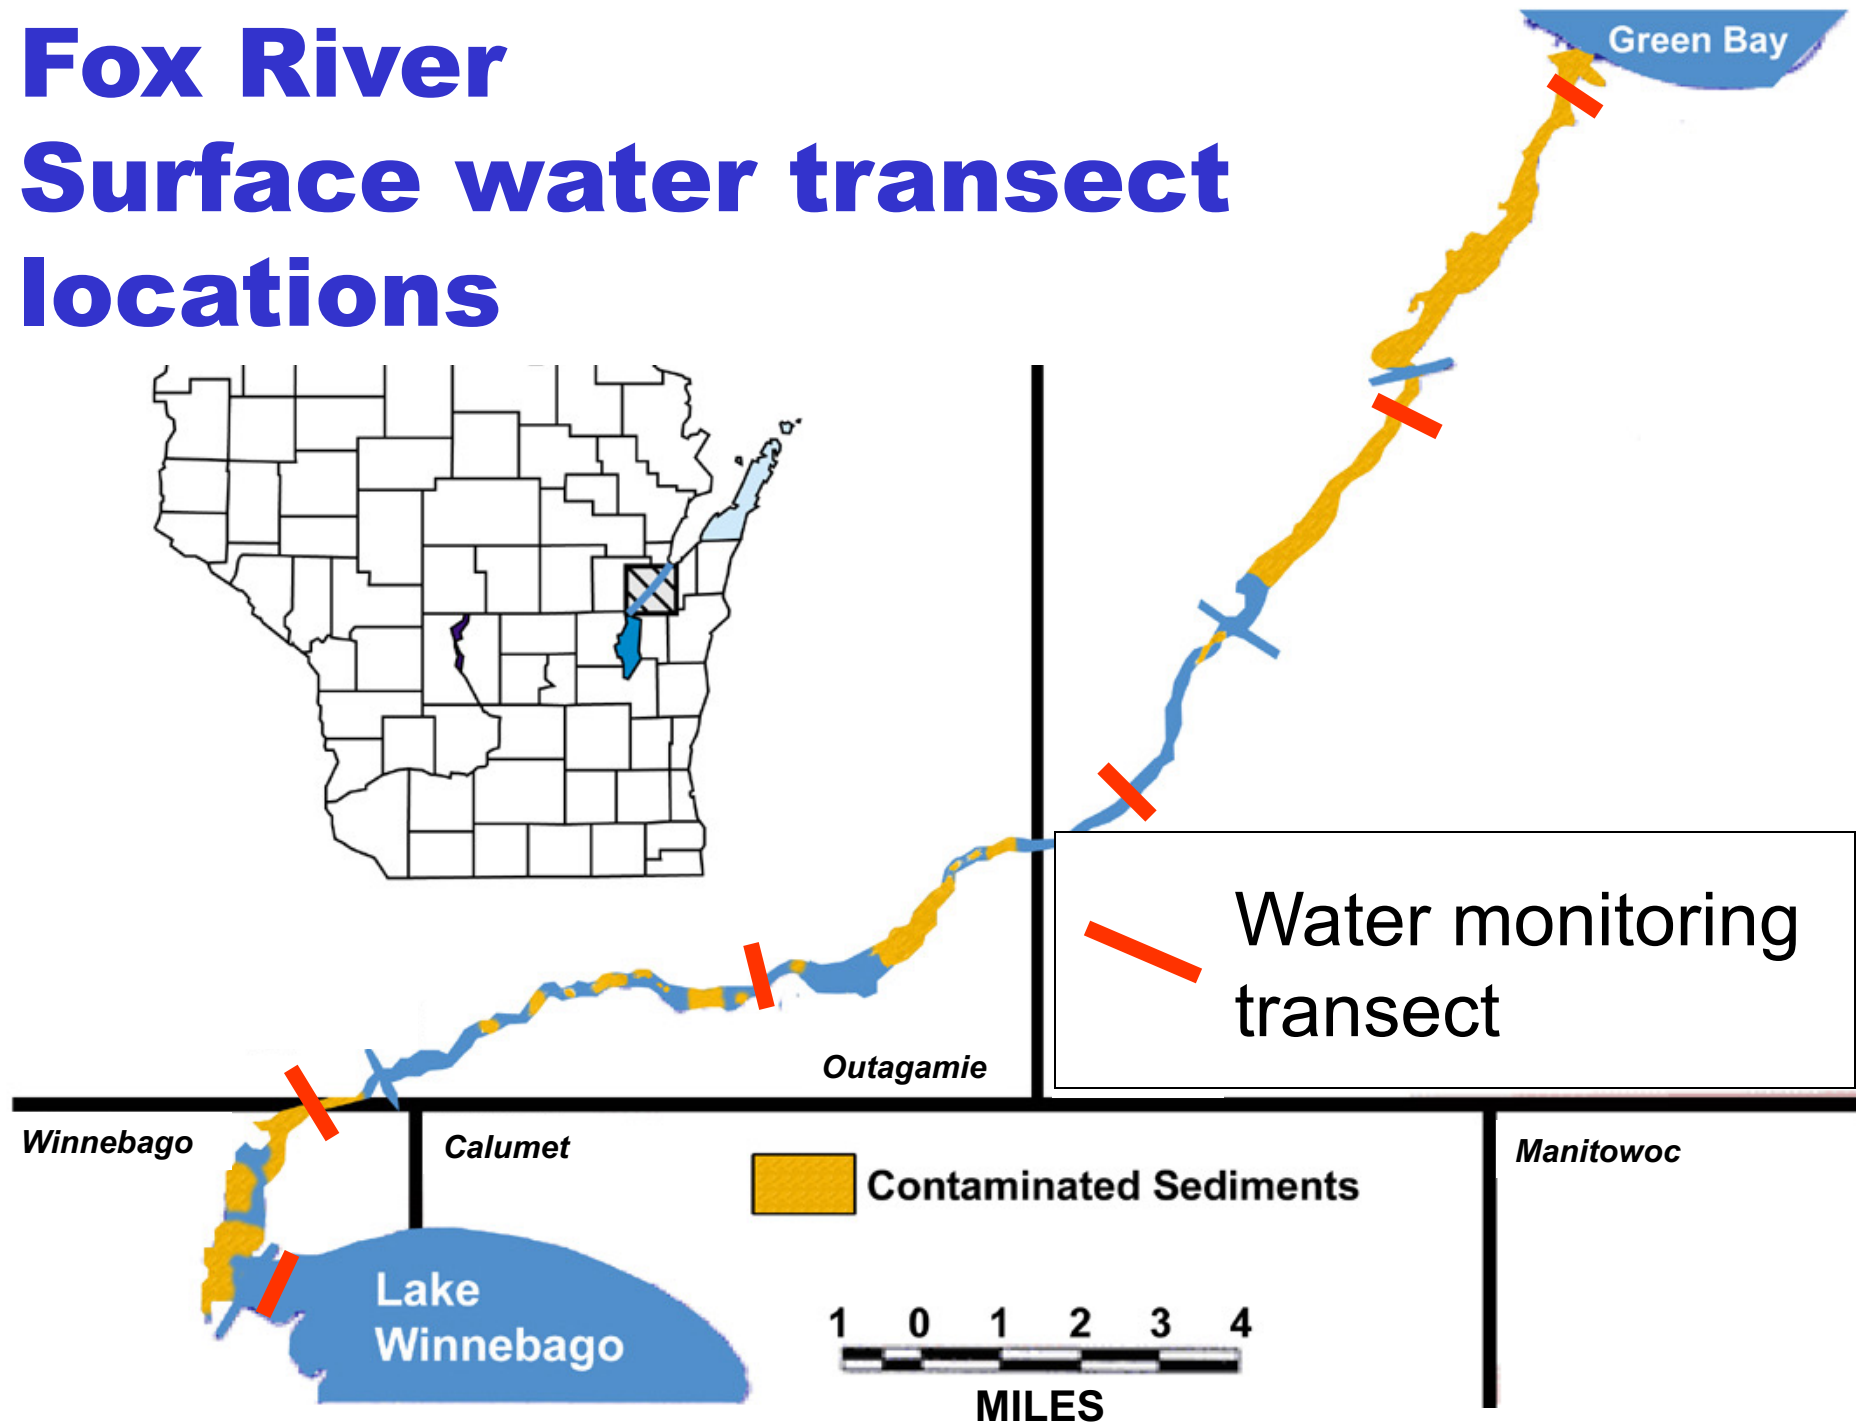 Fox River
Surface water transect
locations
Green Bay
Water monitoring
transect
Outagamie
Winnebago
Calumet
Manitowoc
Contaminated Sediments
Lake
Winnebago
1 0 1 2 3 4
MILES